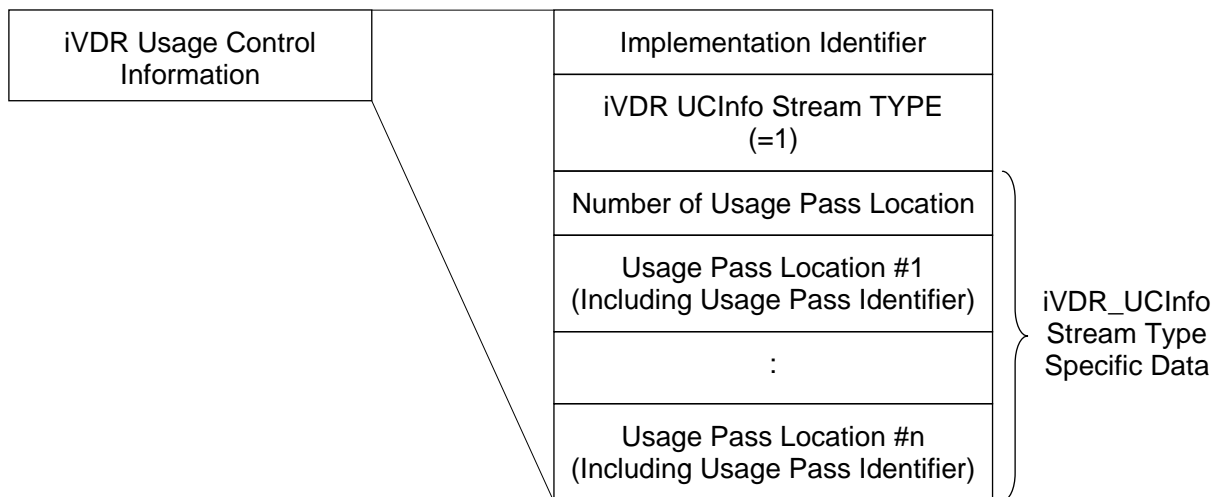 iVDR Usage Control
Information
Implementation Identifier
iVDR UCInfo Stream TYPE
(=1)
Number of Usage Pass Location
Usage Pass Location #1
(Including Usage Pass Identifier)
:
Usage Pass Location #n
(Including Usage Pass Identifier)
iVDR_UCInfo
Stream Type
Specific Data